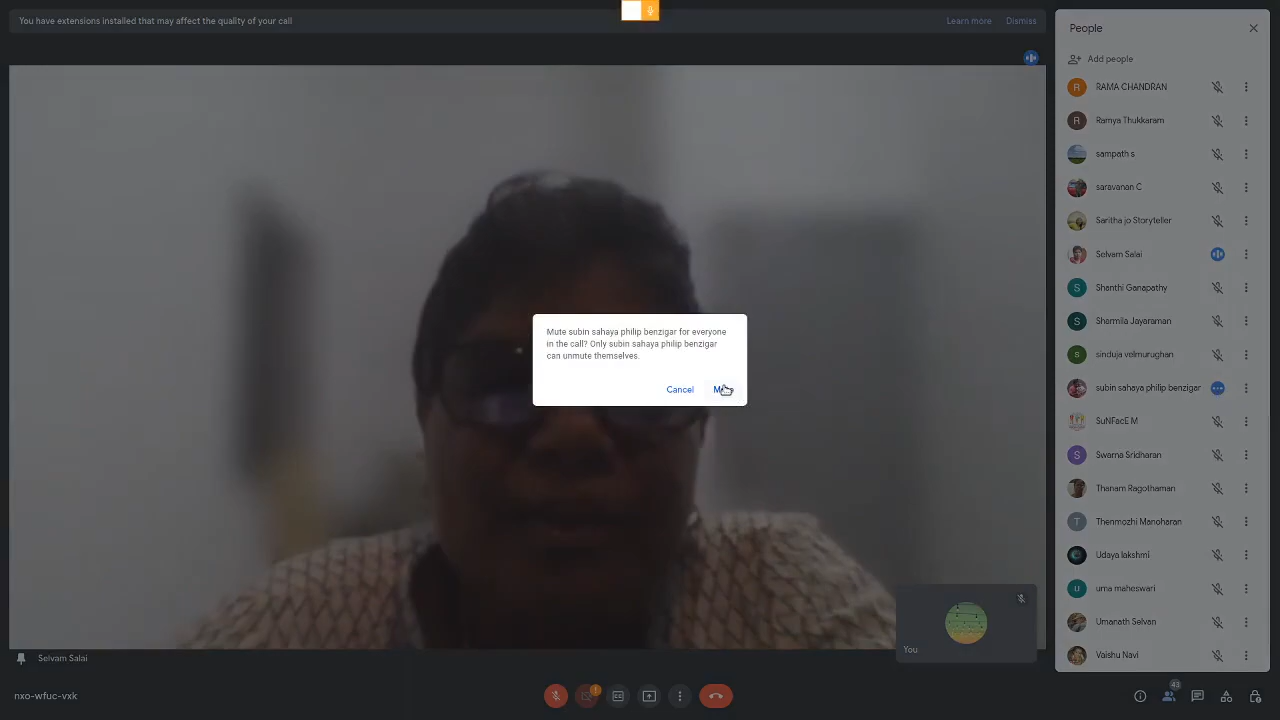 You have extensions installed that may affect the quality of your call
Learn more
Dismiss
People
Add people
R
RAMA CHANDRAN
R
Ramya Thukkaram
sampath s
saravanan C
Saritha jo Storyteller
Selvam Salai
S
Shanthi Ganapathy
S
Sharmila Jayaraman
sinduja velmurughan
subin sahaya philip benzigar
SuNFacE M
S
Swarna Sridharan
Thanam Ragothaman
T
Thenmozhi Manoharan
Udaya lakshmi
u
uma maheswari
Umanath Selvan
Vaishu Navi
Mute subin sahaya philip benzigar for everyone
in the call? Only subin sahaya philip benzigar
can unmute themselves.
Cancel
You
Selvam Salai
nxo-wfuc-vxk
43